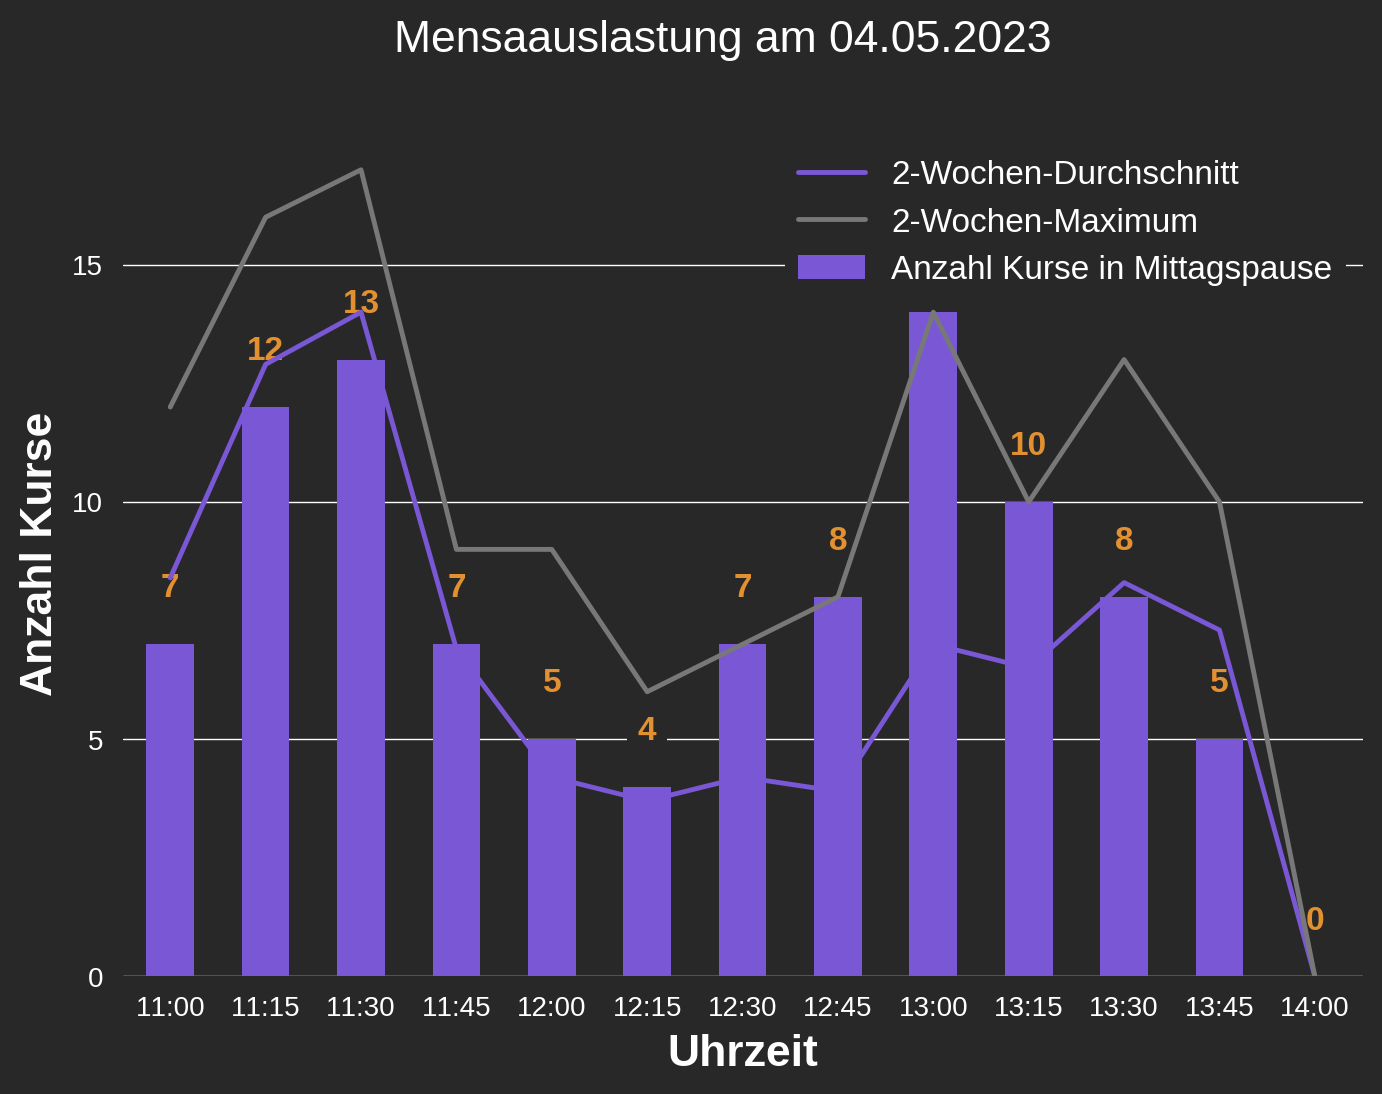 Mensaauslastung am 04.05.2023
2-Wochen-Durchschnitt
2-Wochen-Maximum
Anzahl Kurse in Mittagspause
Anzahl Kurse
15
10
5
0
7
12
13
7
5
4
7
8
10
8
5
0
11:00 11:15 11:30 11:45 12:00 12:15 12:30 12:45 13:00 13:15 13:30 13:45 14:00
Uhrzeit